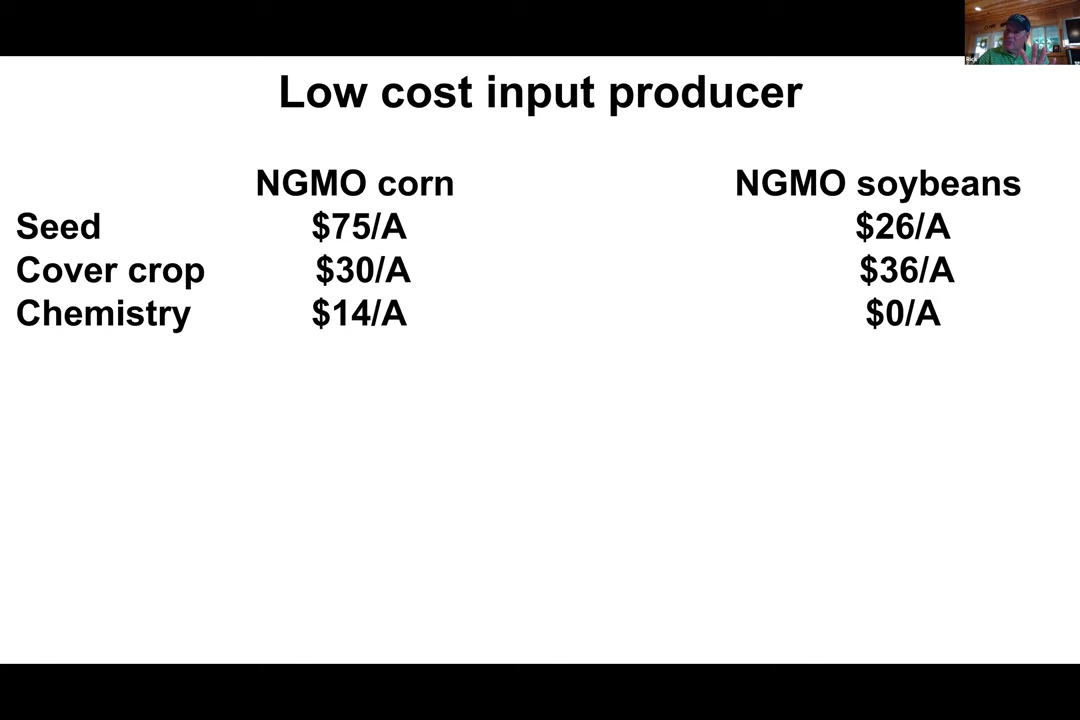 Low cost input producer
NGMO corn NGMO soybeans
Seed $75/A $26/A
Cover crop $30/A $36/A
Chemistry $14/A $0/A